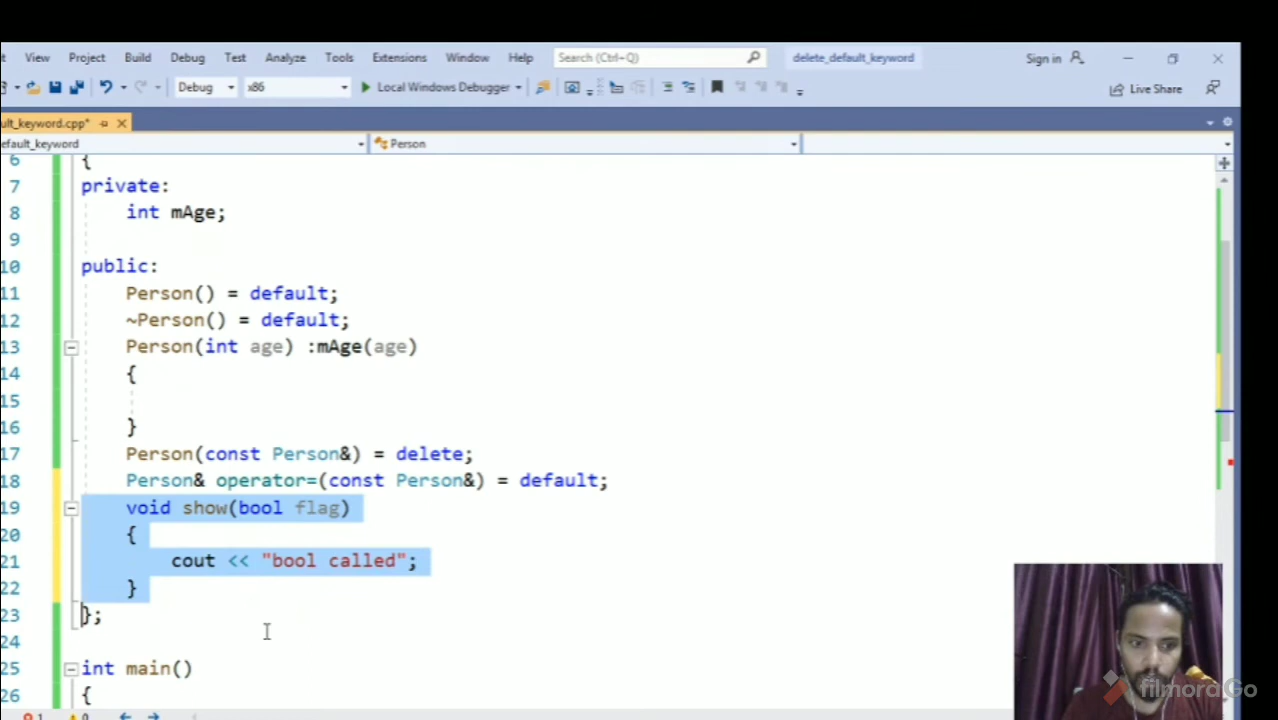 View Project Build Debug Test Analyze Tools Extensions Window Help Search (Ctrl+Q) delete_default_keyword Sign in
Debug x86 Local Windows Debugger Live Share
ult_keyword.cpp*
efault_keyword Person
6 {
7 private:
8 int mAge;
9
10 public:
11 Person() = default;
12 ~Person() = default;
13 Person(int age) :mAge(age)
14 {
15
16 }
17 Person(const Person&) = delete;
18 Person& operator=(const Person&) = default;
19 void show(bool flag)
20 {
21 cout << "bool called";
22 }
23 };
24
25 int main()
26 {
filmoraGo